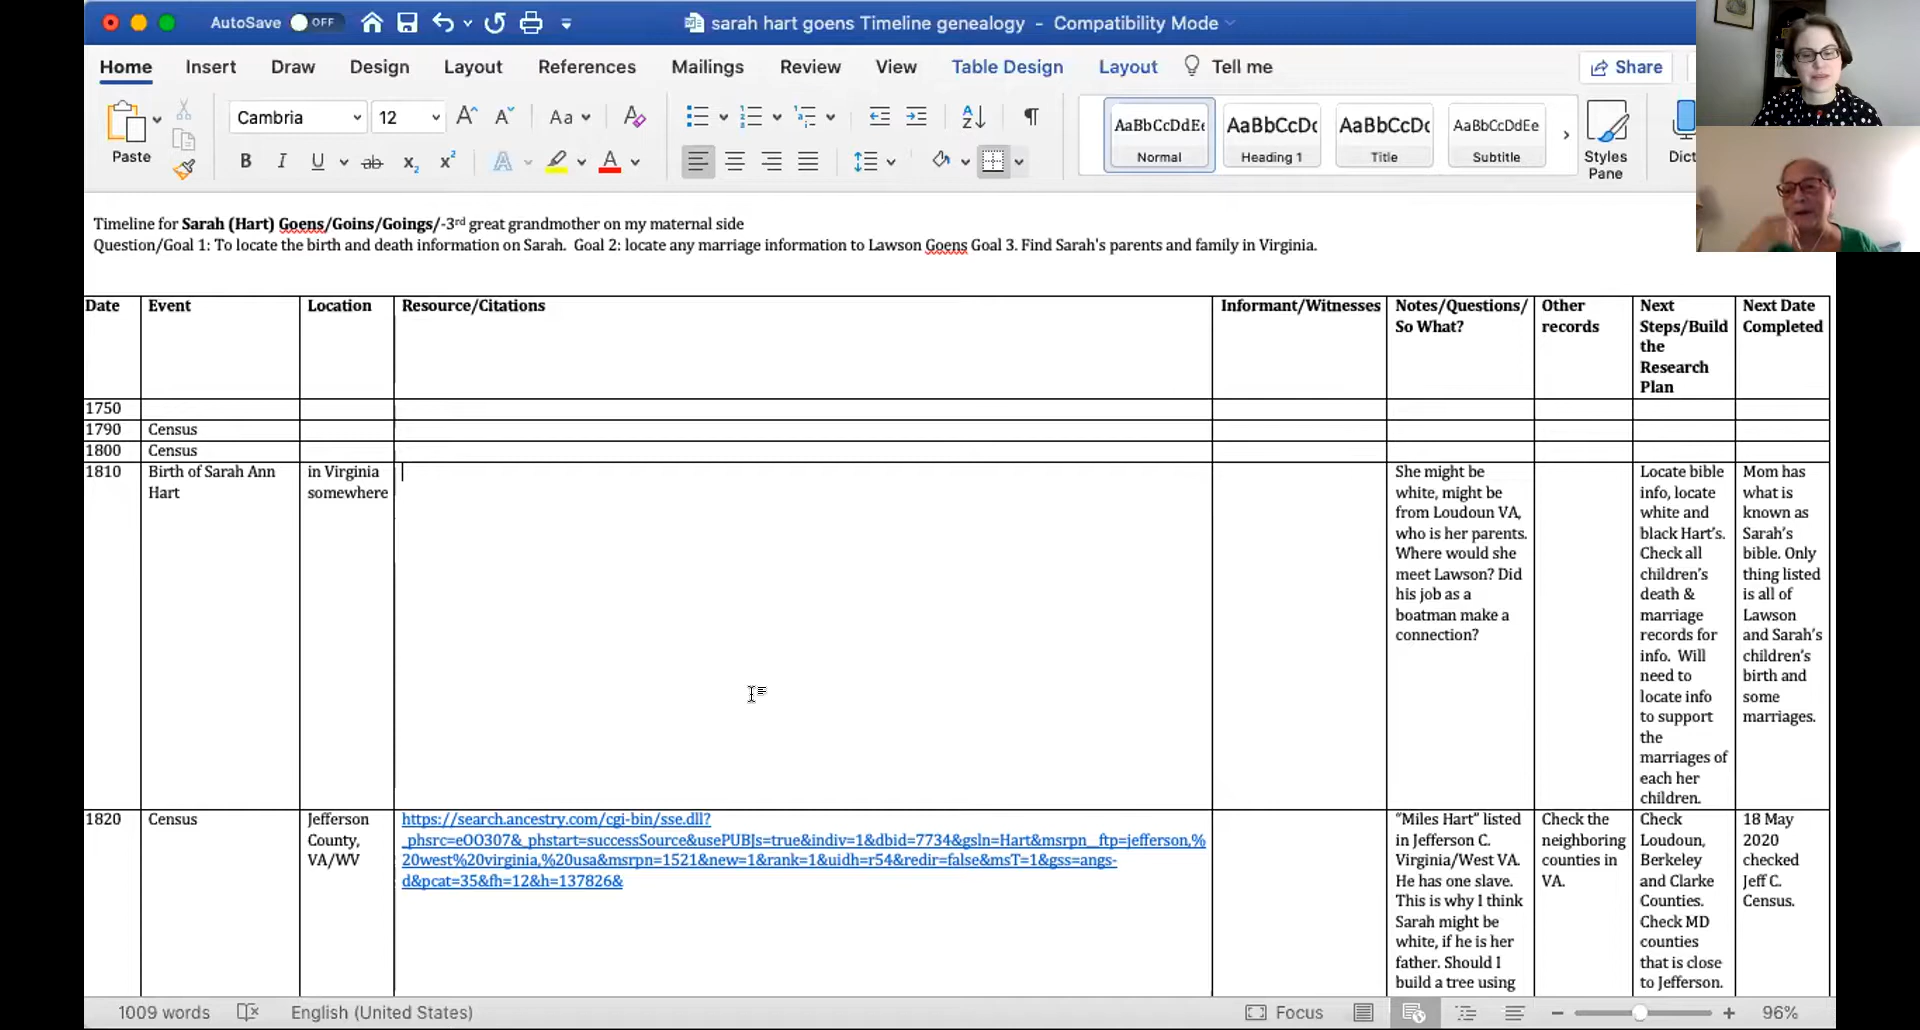 AutoSave OFF
sarah hart goens Timeline genealogy - Compatibility Mode
Home Insert Draw Design Layout References Mailings Review View Table Design Layout Tell me Share
Paste
Cambria 12
Aa
B I U ab x₂ x²
AaBbCcDdEe Normal
AaBbCcDc Heading 1
AaBbCcDc Title
AaBbCcDdEe Subtitle
Styles
Pane
Dict
Timeline for Sarah (Hart) Goens/Goins/Goings/-3rd great grandmother on my maternal side
Question/Goal 1: To locate the birth and death information on Sarah. Goal 2: locate any marriage information to Lawson Goens Goal 3. Find Sarah's parents and family in Virginia.
Date
Event
Location
Resource/Citations
Informant/Witnesses
Notes/Questions/
So What?
Other
records
Next
Steps/Build
the
Research
Plan
Next Date
Completed
1750
1790 Census
1800 Census
1810
Birth of Sarah Ann
Hart
in Virginia
somewhere
She might be
white, might be
from Loudoun VA,
who is her parents.
Where would she
meet Lawson? Did
his job as a
boatman make a
connection?
Locate bible
info, locate
white and
black Hart's.
Check all
children's
death &
marriage
records for
info. Will
need to
locate info
to support
the
marriages of
each her
children.
Mom has
what is
known as
Sarah's
bible. Only
thing listed
is all of
Lawson
and Sarah's
children's
birth and
some
marriages.
1820
Census
Jefferson
County,
VA/WV
https://search.ancestry.com/cgi-bin/sse.dll?
_phsrc=eOO307&_phstart=successSource&usePUBJs=true&indiv=1&dbid=7734&gsln=Hart&msrpn__ftp=jefferson,%
20west%20virginia,%20usa&msrpn=1521&new=1&rank=1&uidh=r54&redir=false&msT=1&gss=angs-
d&pcat=35&fh=12&h=137826&
"Miles Hart" listed
in Jefferson C.
Virginia/West VA.
He has one slave.
This is why I think
Sarah might be
white, if he is her
father. Should I
build a tree using
Check the
neighboring
counties in
VA.
Check
Loudoun,
Berkeley
and Clarke
Counties.
Check MD
counties
that is close
to Jefferson.
18 May
2020
checked
Jeff C.
Census.
1009 words
English (United States)
Focus
96%